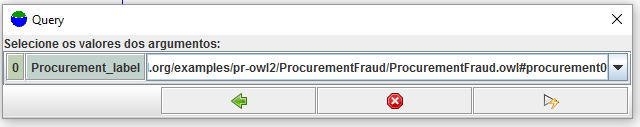 Query
Selecione os valores dos argumentos:
0 Procurement_label .org/examples/pr-owl2/ProcurementFraud/ProcurementFraud.owl#procurement0